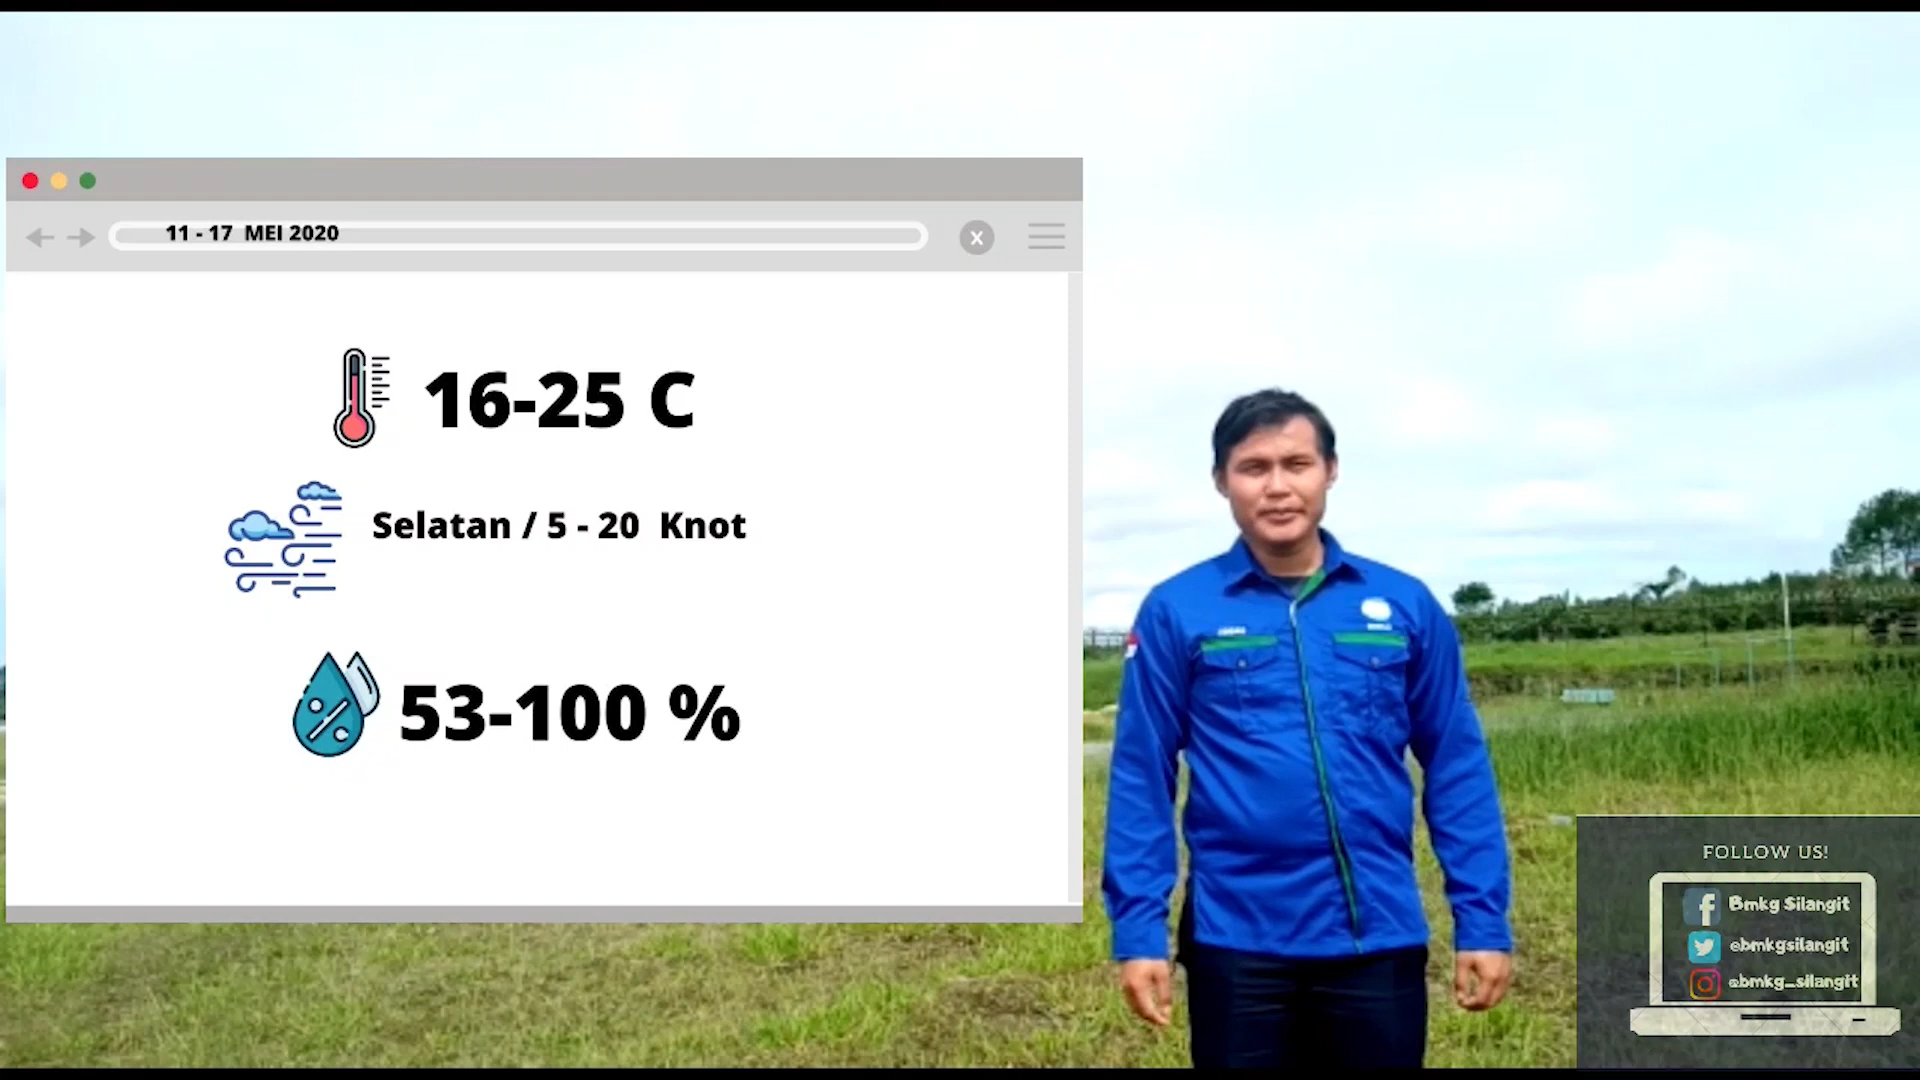 11 - 17 MEI 2020
x
16-25 C
Selatan / 5 - 20 Knot
53-100 %
FOLLOW US!
Bmkg Silangit
@bmkgsilangit
@bmkg_silangit